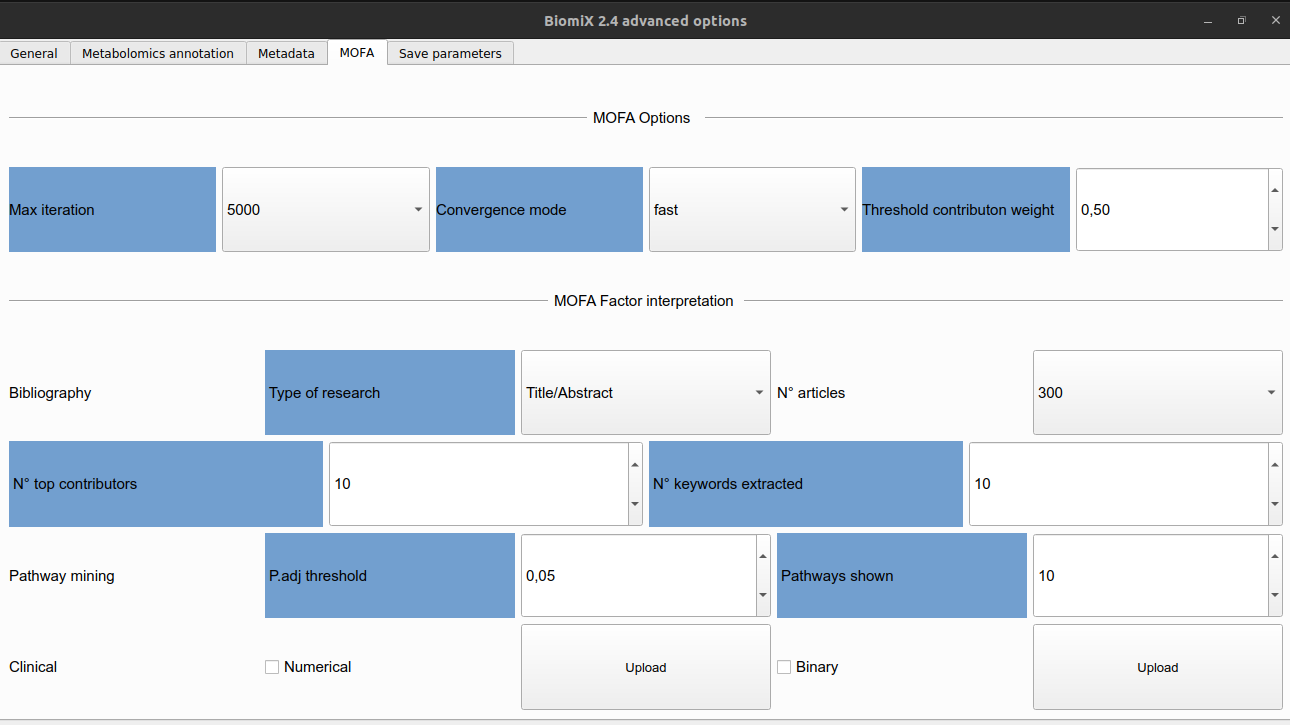 BiomiX 2.4 advanced options
General Metabolomics annotation Metadata MOFA Save parameters
MOFA Options
Max iteration 5000 Convergence mode fast Threshold contributon weight 0,50
MOFA Factor interpretation
Bibliography Type of research Title/Abstract N° articles 300
N° top contributors 10 N° keywords extracted 10
Pathway mining P.adj threshold 0,05 Pathways shown 10
Clinical Numerical Upload Binary Upload